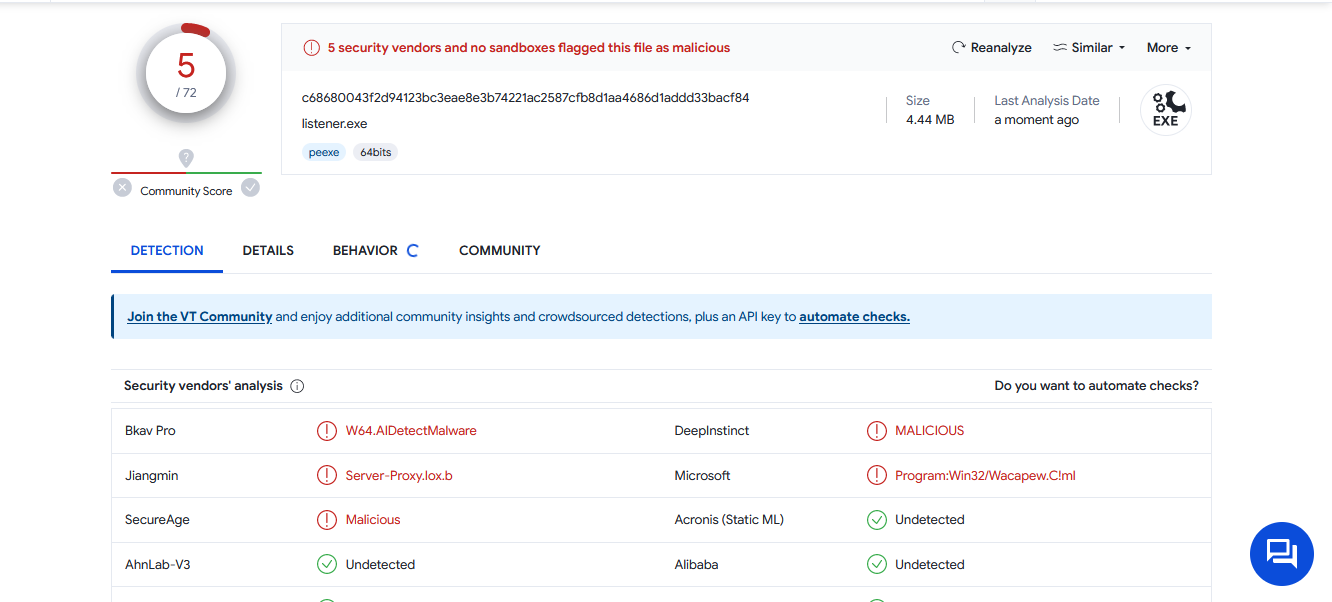 5
/ 72
Community Score
5 security vendors and no sandboxes flagged this file as malicious
Reanalyze
Similar
More
c68680043f2d94123bc3eae8e3b74221ac2587cfb8d1aa4686d1addd33bacf84
listener.exe
peexe
64bits
Size
4.44 MB
Last Analysis Date
a moment ago
EXE
DETECTION
DETAILS
BEHAVIOR
COMMUNITY
Join the VT Community and enjoy additional community insights and crowdsourced detections, plus an API key to automate checks.
Security vendors' analysis
Do you want to automate checks?
Bkav Pro
W64.AIDetectMalware
DeepInstinct
MALICIOUS
Jiangmin
Server-Proxy.lox.b
Microsoft
Program:Win32/Wacapew.C!ml
SecureAge
Malicious
Acronis (Static ML)
Undetected
AhnLab-V3
Undetected
Alibaba
Undetected